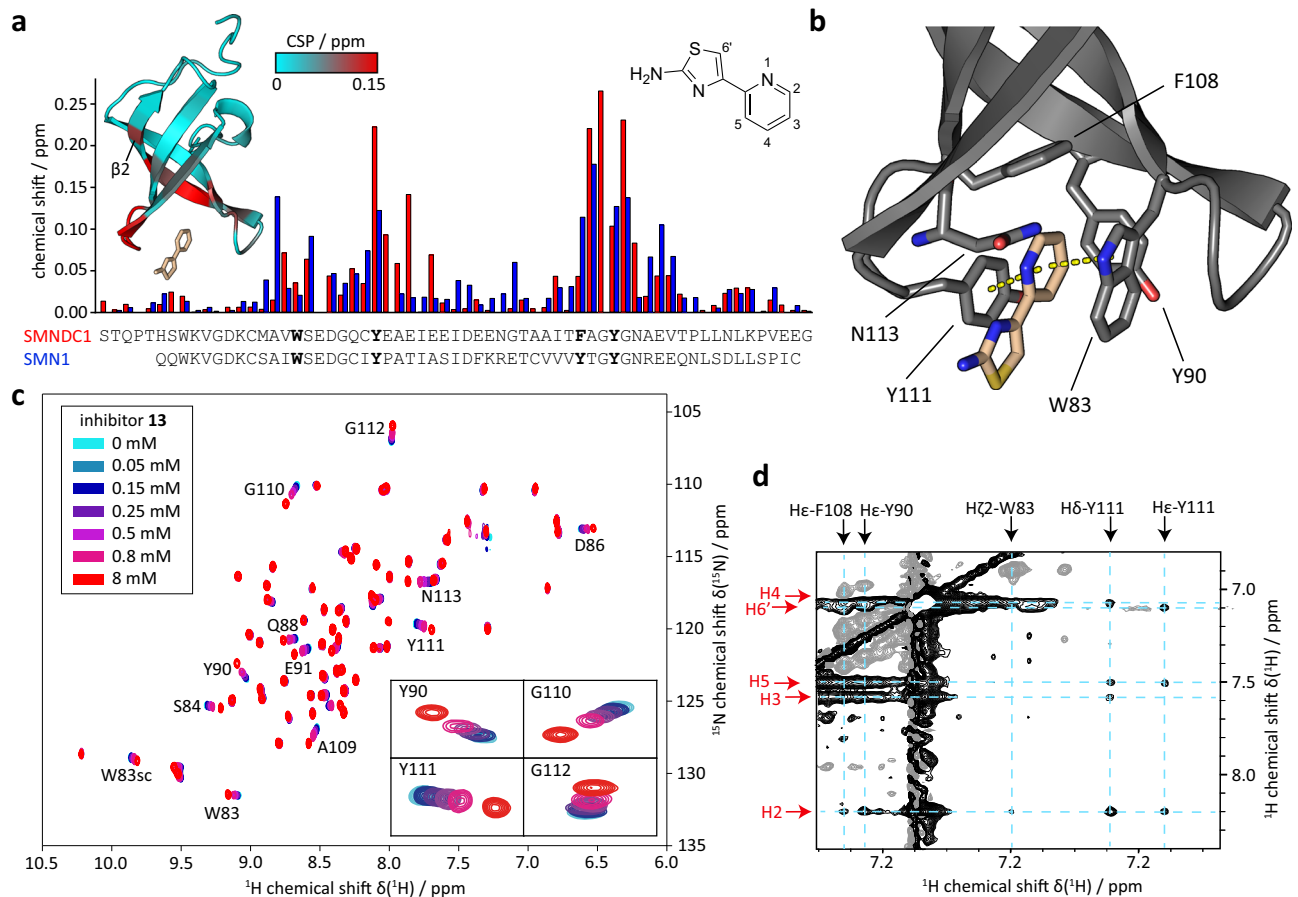 a
CSP / ppm
0
0.15
β2
0.25
0.20
0.15
0.10
0.05
0.00
chemical shift / ppm
S
6'
H₂N
N
N
1
2
3
4
5
SMNDC1 STQPTHSWKVGDKCMAVWSEDGQCYEAEIEEIDEENGTAAITFAGYGNAEVTPLLNLKPVEEG
SMN1 QQWKVGDKCSAIWSEDGCIYPATIASIDFKRETCVVVYTGYGNREEQNLSDLLSPIC
b
F108
N113
Y111
W83
Y90
c
inhibitor 13
0 mM
0.05 mM
0.15 mM
0.25 mM
0.5 mM
0.8 mM
8 mM
G112
G110
D86
N113
Q88
Y111
E91
Y90
S84
A109
W83sc
W83
Y90
G110
Y111
G112
105
110
115
120
125
130
135
¹⁵N chemical shift δ(¹⁵N) / ppm
10.5 10.0 9.5 9.0 8.5 8.0 7.5 7.0 6.5 6.0
¹H chemical shift δ(¹H) / ppm
d
Hε-F108 Hε-Y90 Hζ2-W83 Hδ-Y111 Hε-Y111
H4
H6'
H5
H3
H2
7.0
7.5
8.0
¹H chemical shift δ(¹H) / ppm
7.2 7.2 7.2
¹H chemical shift δ(¹H) / ppm